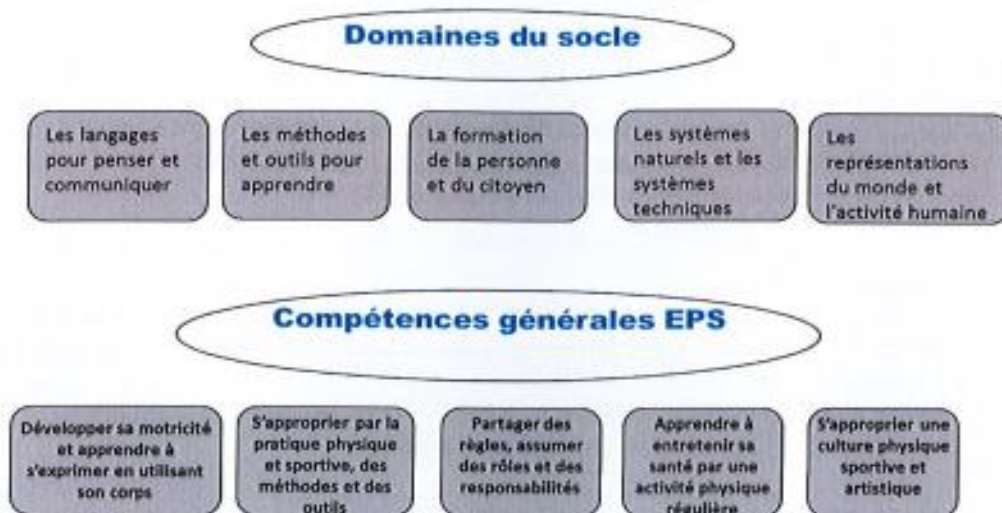 Domaines du socle
Les langages
pour penser et
communiquer
Les méthodes
et outils pour
apprendre
La formation
de la personne
et du citoyen
Les systèmes
naturels et les
systèmes
techniques
Les
représentations
du monde et
l'activité humaine
Compétences générales EPS
Développer sa motricité
et apprendre à
s'exprimer en utilisant
son corps
S'approprier par la
pratique physique
et sportive, des
méthodes et des
outils
Partager des
règles, assumer
des rôles et des
responsabilités
Apprendre à
entretenir sa
santé par une
activité physique
régulière
S'approprier une
culture physique
sportive et
artistique